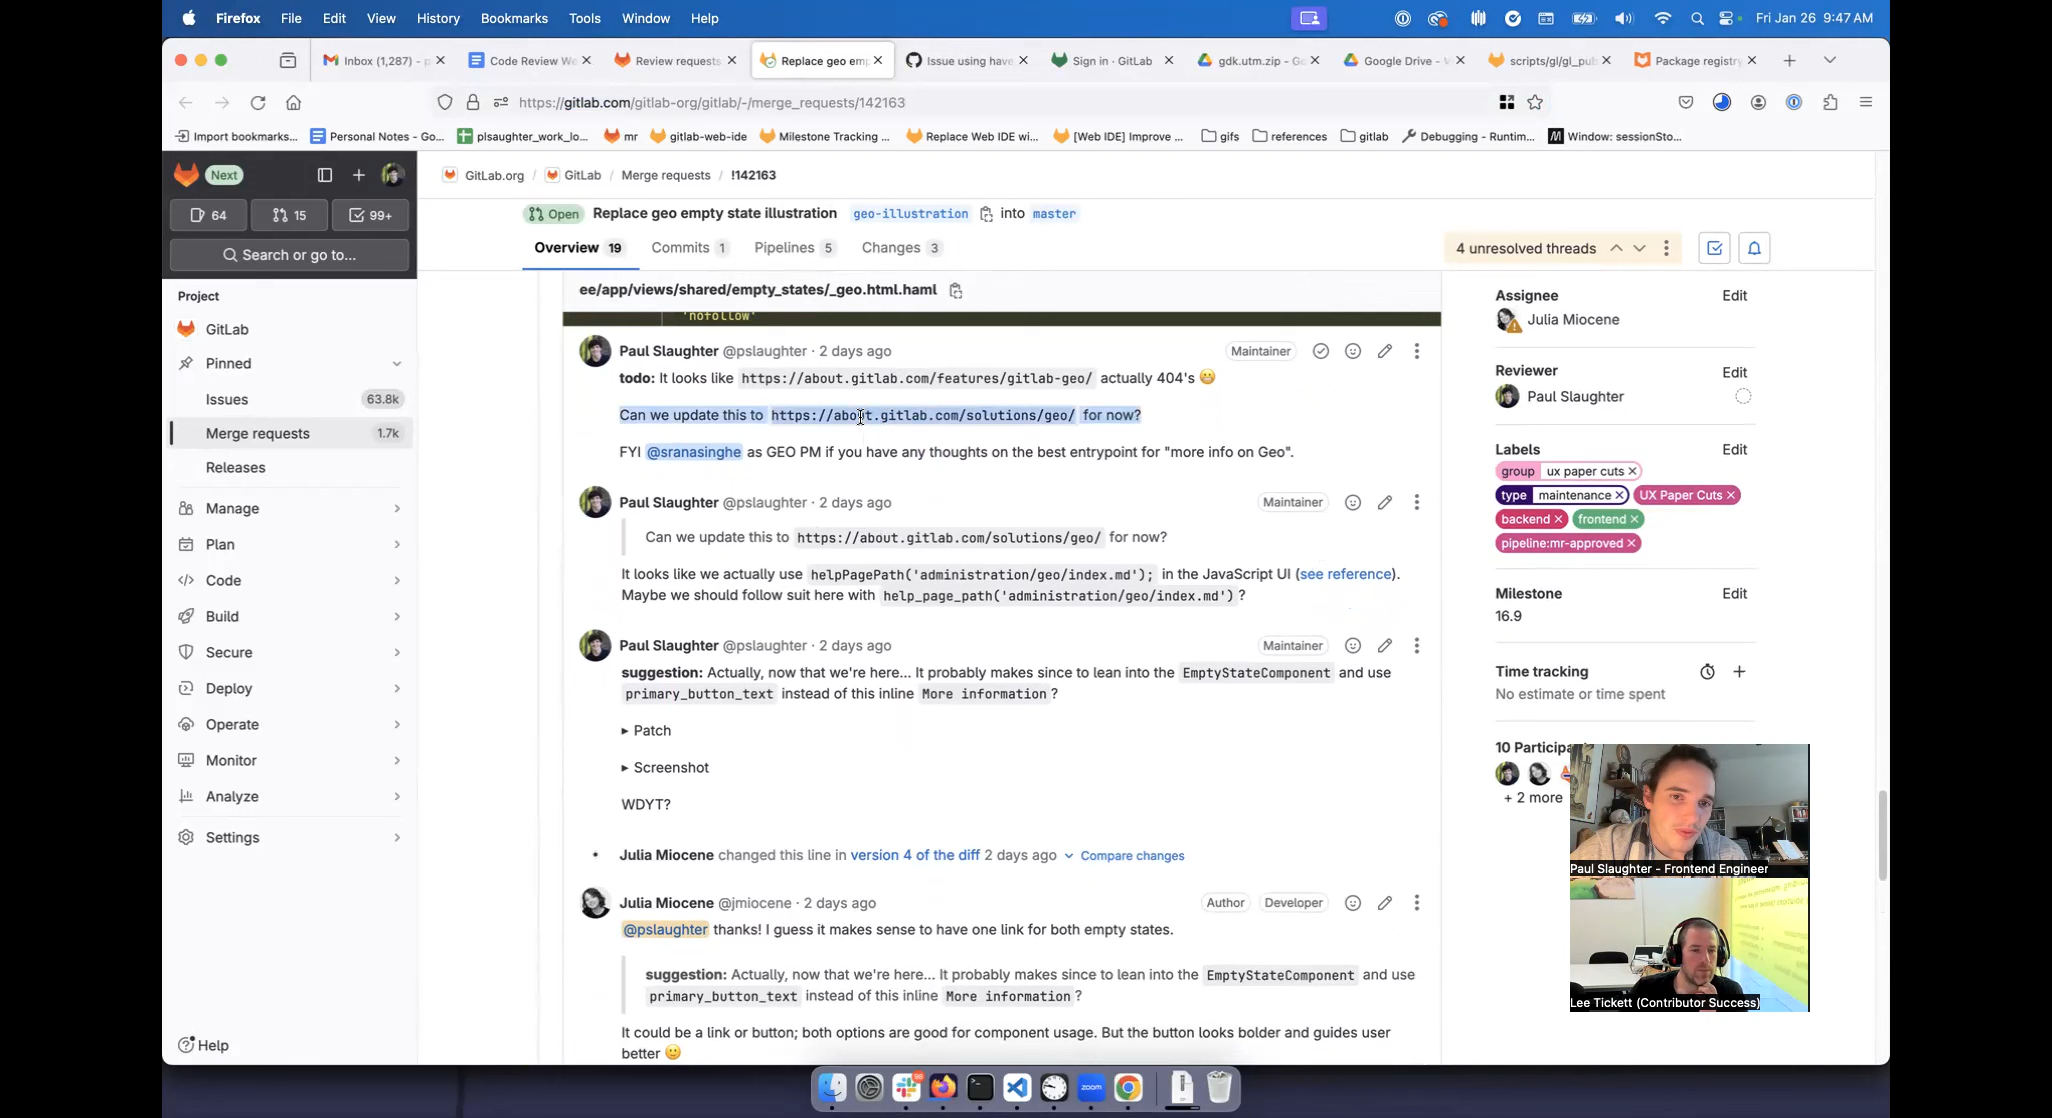 Firefox File Edit View History Bookmarks Tools Window Help Fri Jan 26 9:47 AM
Inbox (1,287) - p Code Review We Review requests Replace geo emp Issue using have Sign in · GitLab gdk.utm.zip - Go Google Drive - V scripts/gl/gl_pu Package registry
https://gitlab.com/gitlab-org/gitlab/-/merge_requests/142163
Import bookmarks... Personal Notes - Go... plsaughter_work_lo... mr gitlab-web-ide Milestone Tracking ... Replace Web IDE wi... [Web IDE] Improve ... gifs references gitlab Debugging - Runtim... Window: sessionSto...
Next
64 15 99+
Search or go to...
Project
GitLab
Pinned
Issues 63.8k
Merge requests 1.7k
Releases
Manage
Plan
Code
Build
Secure
Deploy
Operate
Monitor
Analyze
Settings
Help
GitLab.org / GitLab / Merge requests / !142163
Open Replace geo empty state illustration geo-illustration into master
Overview 19 Commits 1 Pipelines 5 Changes 3
4 unresolved threads
ee/app/views/shared/empty_states/_geo.html.haml
'nofollow'
Paul Slaughter @pslaughter · 2 days ago Maintainer
todo: It looks like https://about.gitlab.com/features/gitlab-geo/ actually 404's
Can we update this to https://about.gitlab.com/solutions/geo/ for now?
FYI @sranasinghe as GEO PM if you have any thoughts on the best entrypoint for "more info on Geo".
Paul Slaughter @pslaughter · 2 days ago Maintainer
Can we update this to https://about.gitlab.com/solutions/geo/ for now?
It looks like we actually use helpPagePath('administration/geo/index.md'); in the JavaScript UI (see reference).
Maybe we should follow suit here with help_page_path('administration/geo/index.md')?
Paul Slaughter @pslaughter · 2 days ago Maintainer
suggestion: Actually, now that we're here... It probably makes since to lean into the EmptyStateComponent and use
primary_button_text instead of this inline More information?
Patch
Screenshot
WDYT?
Julia Miocene changed this line in version 4 of the diff 2 days ago Compare changes
Julia Miocene @jmiocene · 2 days ago Author Developer
@pslaughter thanks! I guess it makes sense to have one link for both empty states.
suggestion: Actually, now that we're here... It probably makes since to lean into the EmptyStateComponent and use
primary_button_text instead of this inline More information?
It could be a link or button; both options are good for component usage. But the button looks bolder and guides user
better
Assignee Edit
Julia Miocene
Reviewer Edit
Paul Slaughter
Labels Edit
group ux paper cuts
type maintenance UX Paper Cuts
backend frontend
pipeline:mr-approved
Milestone Edit
16.9
Time tracking
No estimate or time spent
10 Participa
+ 2 more
Paul Slaughter - Frontend Engineer
Lee Tickett (Contributor Success)
zoom